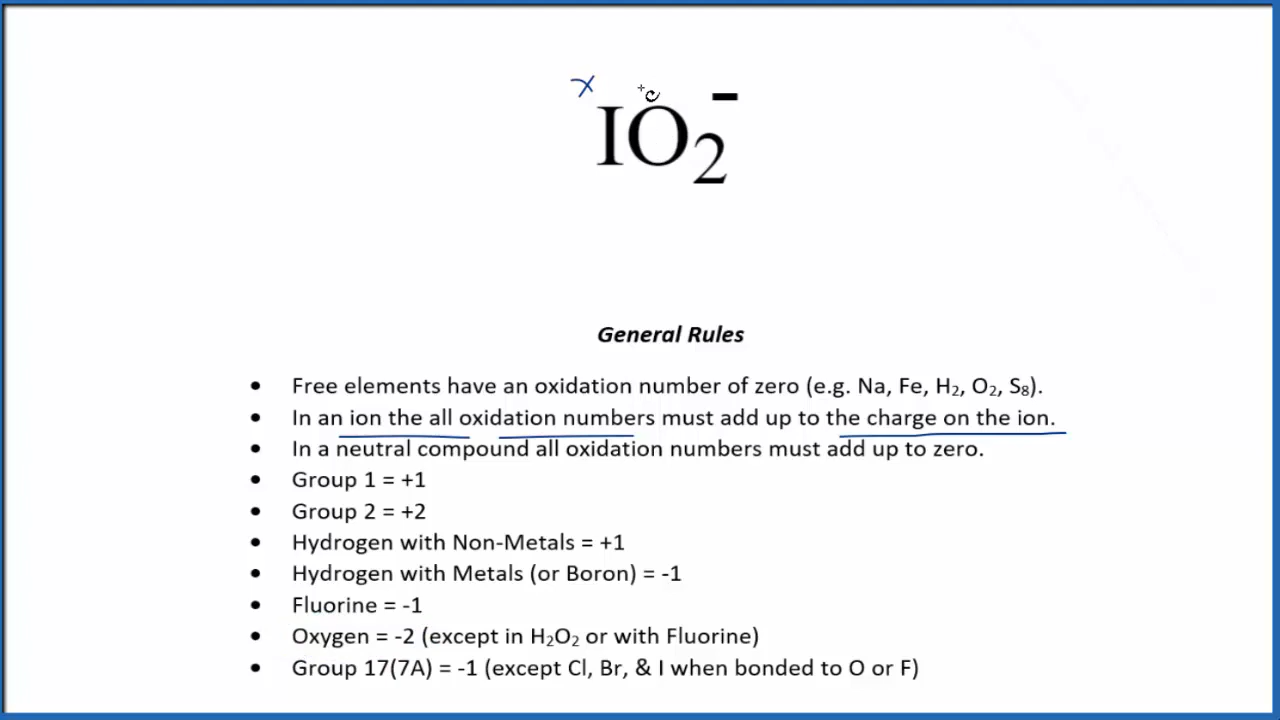 x
IO₂⁻
General Rules
• Free elements have an oxidation number of zero (e.g. Na, Fe, H₂, O₂, S₈).
• In an ion the all oxidation numbers must add up to the charge on the ion.
• In a neutral compound all oxidation numbers must add up to zero.
• Group 1 = +1
• Group 2 = +2
• Hydrogen with Non-Metals = +1
• Hydrogen with Metals (or Boron) = -1
• Fluorine = -1
• Oxygen = -2 (except in H₂O₂ or with Fluorine)
• Group 17(7A) = -1 (except Cl, Br, & I when bonded to O or F)